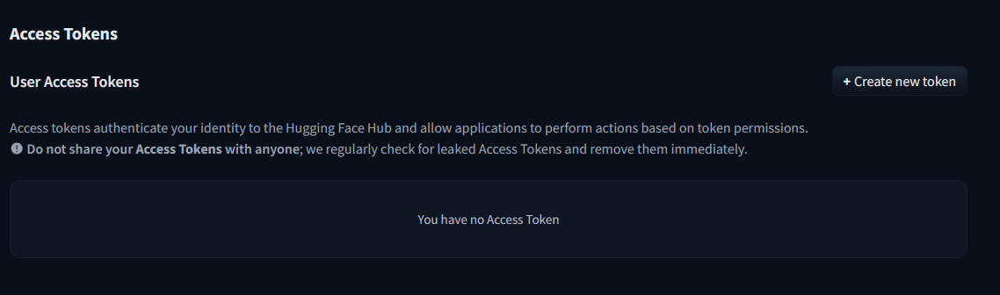 Access Tokens
User Access Tokens
+ Create new token
Access tokens authenticate your identity to the Hugging Face Hub and allow applications to perform actions based on token permissions.
Do not share your Access Tokens with anyone; we regularly check for leaked Access Tokens and remove them immediately.
You have no Access Token